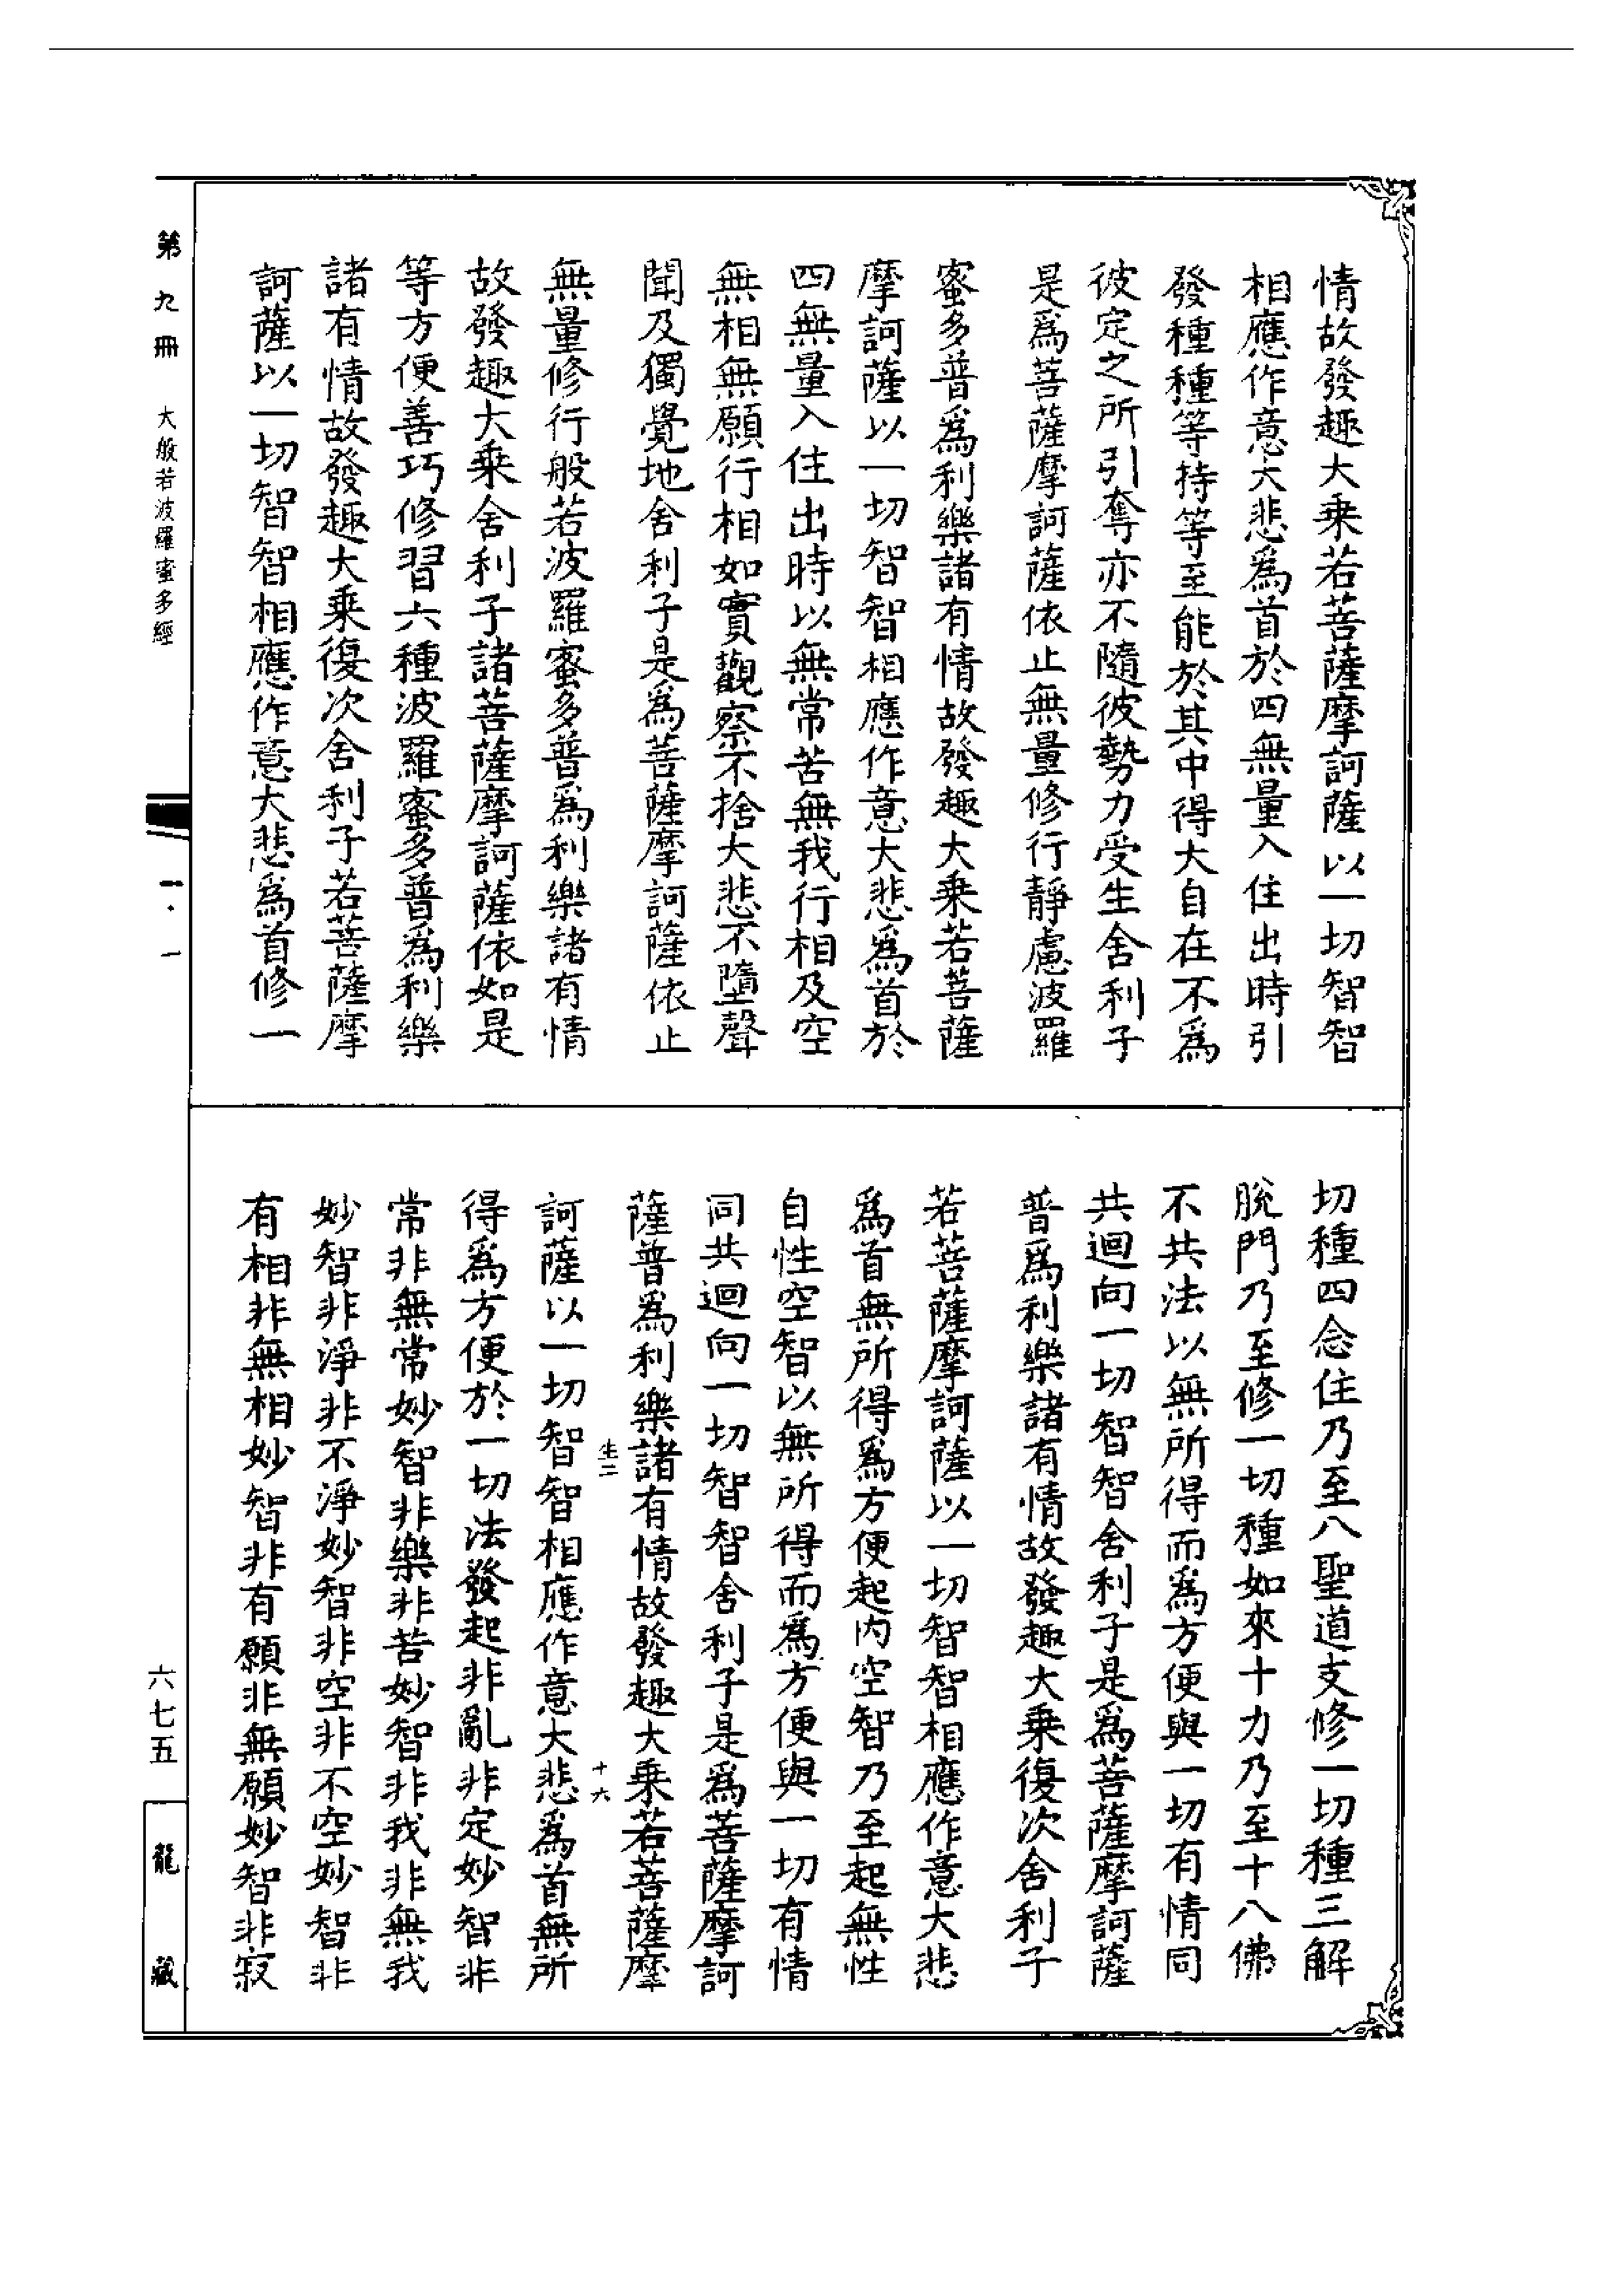 情故發趣大乘若菩薩摩訶薩以一切智智
相應作意大悲為首於四無量入住出時引
發種種等持等至能於其中得大自在不為
彼定之所引奪亦不隨彼勢力受生舍利子
是為菩薩摩訶薩依止無量修行靜慮波羅
蜜多普為利樂諸有情故發趣大乘若菩薩
摩訶薩以一切智智相應作意大悲為首於
四無量入住出時以無常苦無我行相及空
無相無願行相如實觀察不捨大悲不墮聲
聞及獨覺地舍利子是為菩薩摩訶薩依止
無量修行般若波羅蜜多普為利樂諸有情
故發趣大乘舍利子諸菩薩摩訶薩依如是
等方便善巧修習六種波羅蜜多普為利樂
諸有情故發趣大乘復次舍利子若菩薩摩
訶薩以一切智智相應作意大悲為首修一
切種四念住乃至八聖道支修一切種三解
脫門乃至修一切種如來十力乃至十八佛
不共法以無所得而為方便與一切有情同
共迴向一切智智舍利子是為菩薩摩訶薩
普為利樂諸有情故發趣大乘復次舍利子
若菩薩摩訶薩以一切智智相應作意大悲
為首無所得為方便起內空智乃至起無性
自性空智以無所得而為方便與一切有情
同共迴向一切智智舍利子是為菩薩摩訶
薩普為利樂諸有情故發趣大乘若菩薩摩
生二 十六
訶薩以一切智智相應作意大悲為首無所
得為方便於一切法發起非亂非定妙智非
常非無常妙智非樂非苦妙智非我非無我
妙智非淨非不淨妙智非空非不空妙智非
有相非無相妙智非有願非無願妙智非寂
第九冊 大般若波羅蜜多經
一·一
六七五
龍藏